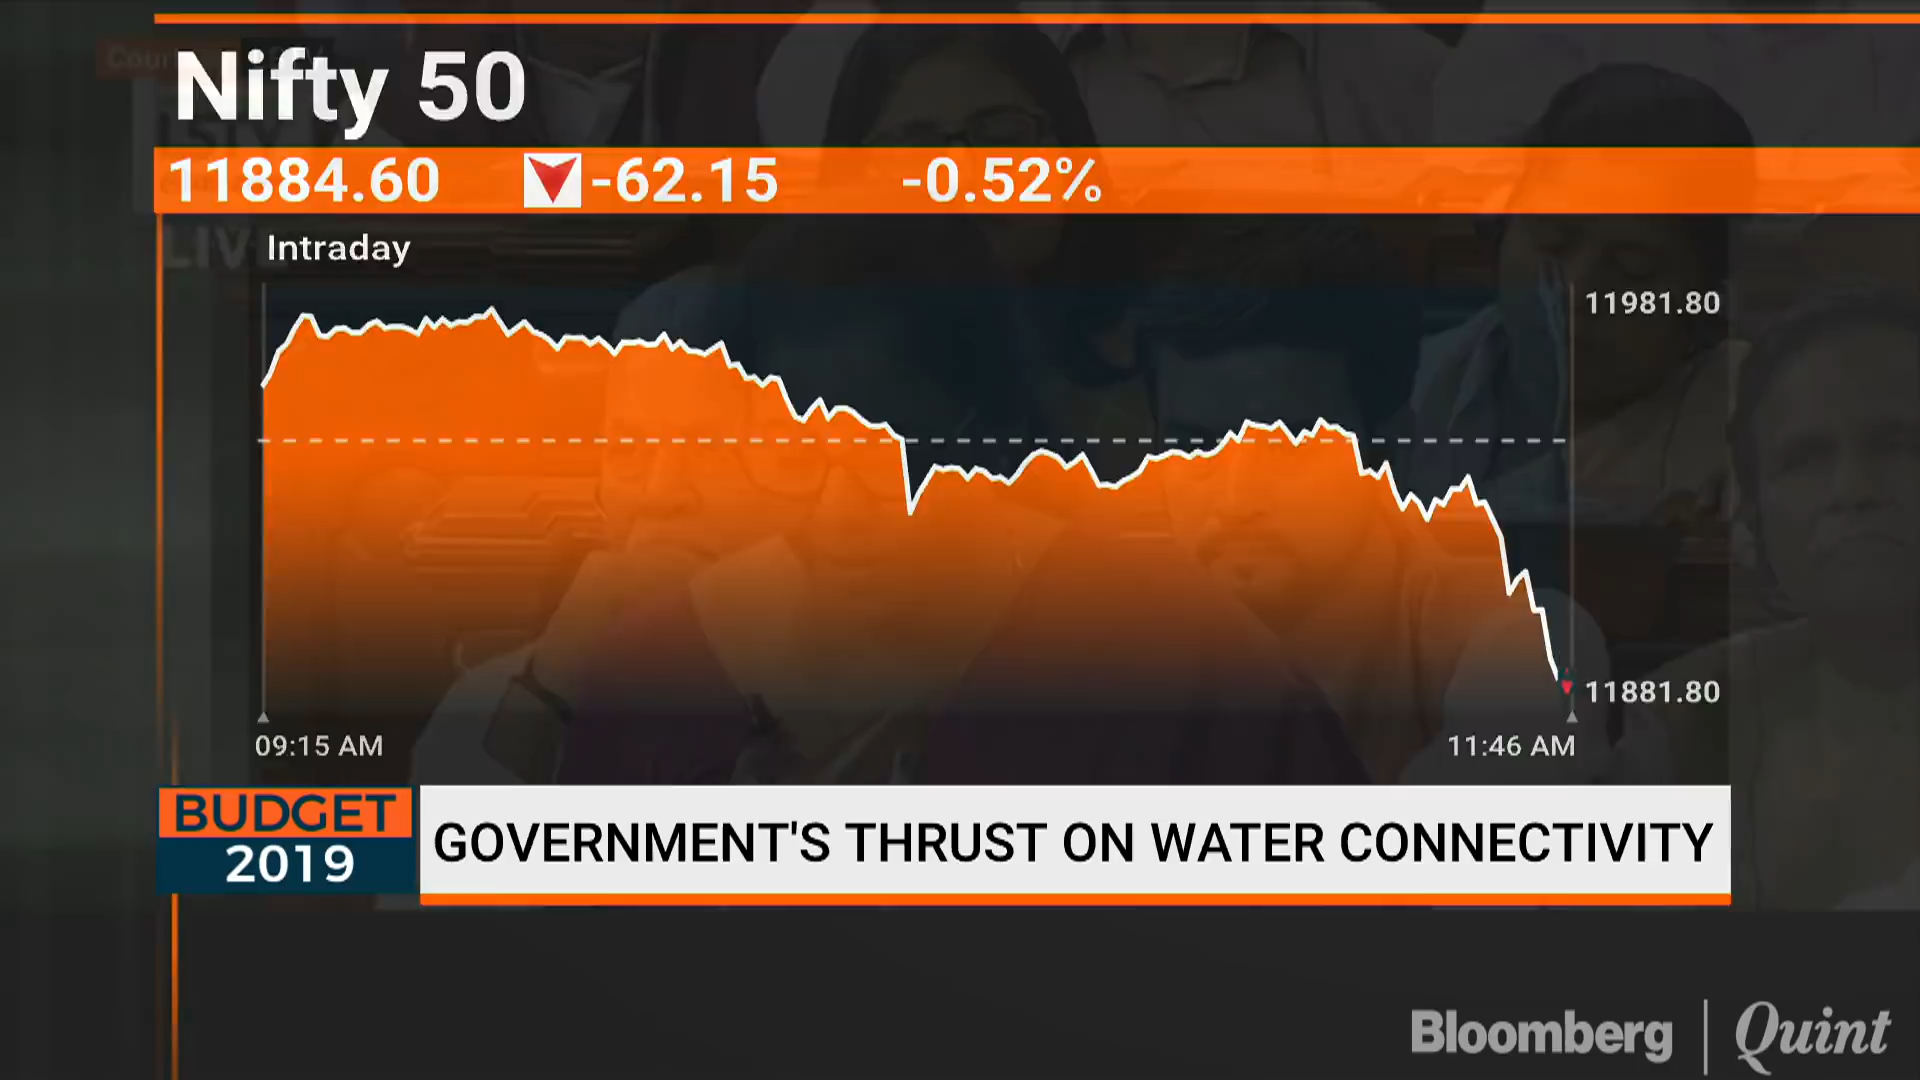 Nifty 50
11884.60 -62.15 -0.52%
LIVE
Intraday
11981.80
11881.80
09:15 AM 11:46 AM
BUDGET
2019
GOVERNMENT'S THRUST ON WATER CONNECTIVITY
Bloomberg | Quint